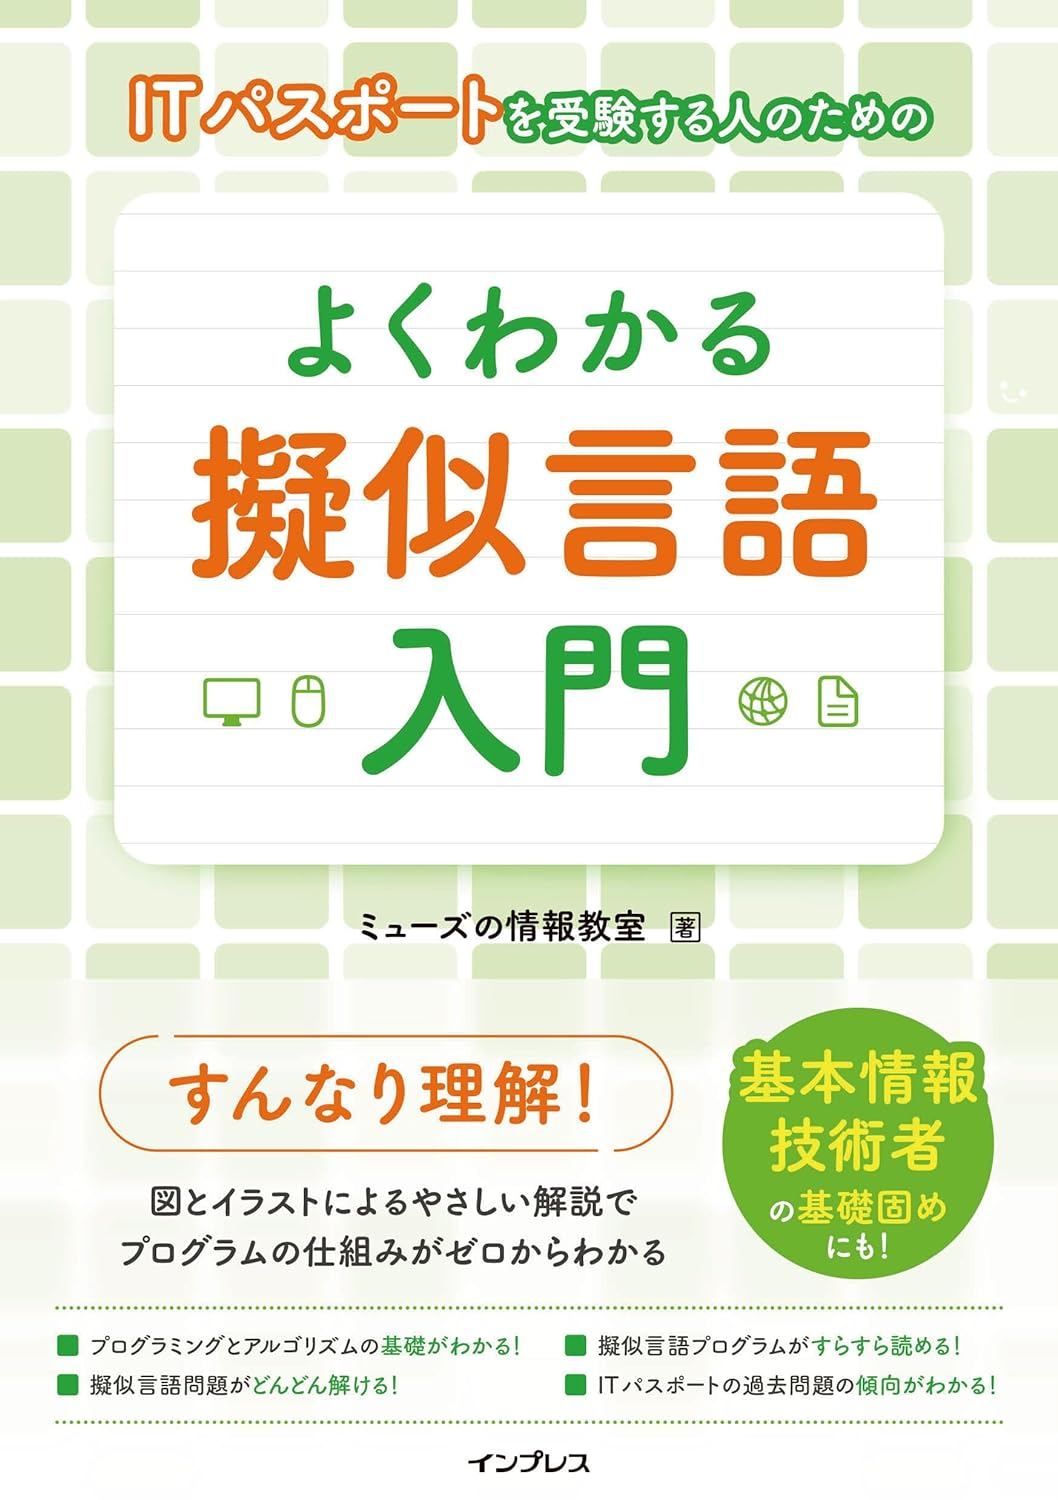 ITパスポートを受験する人のための
よくわかる
擬似言語
入門
ミューズの情報教室 著
すんなり理解!
図とイラストによるやさしい解説で
プログラムの仕組みがゼロからわかる
基本情報
技術者
の基礎固め
にも!
■ プログラミングとアルゴリズムの基礎がわかる!
■ 擬似言語問題がどんどん解ける!
■ 擬似言語プログラムがすらすら読める!
■ ITパスポートの過去問題の傾向がわかる!
インプレス